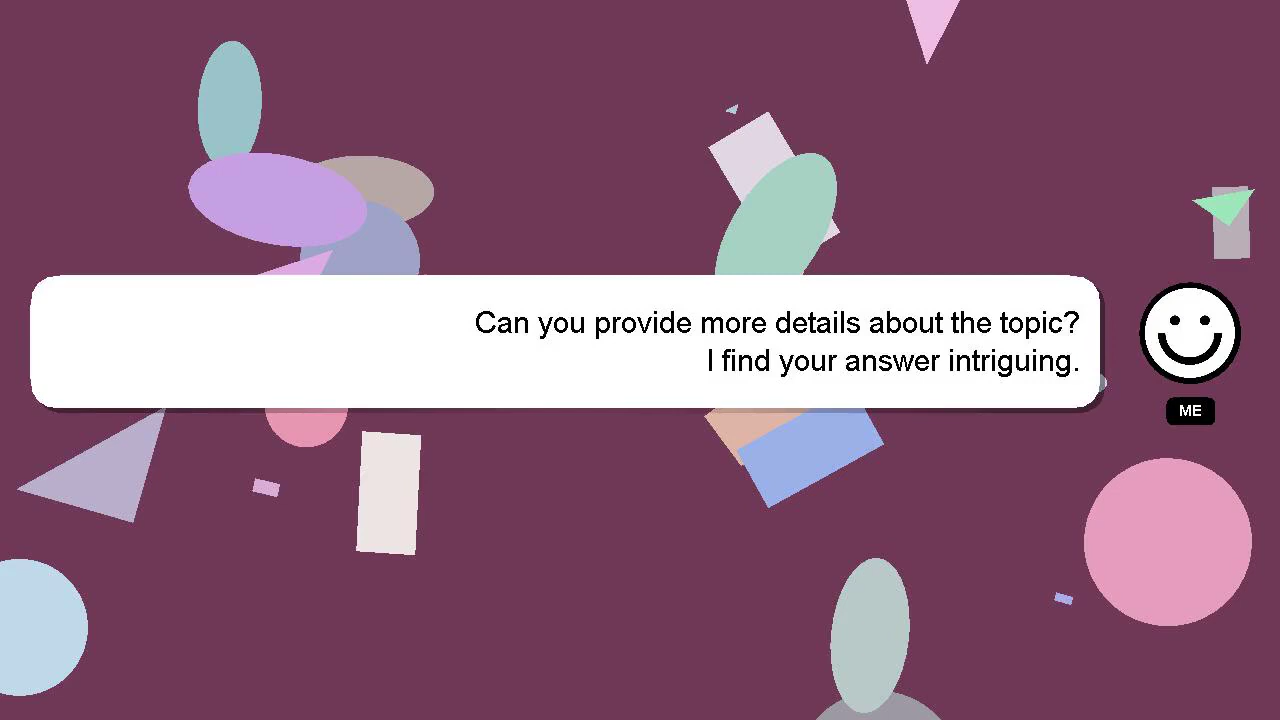 Can you provide more details about the topic?
I find your answer intriguing.
ME